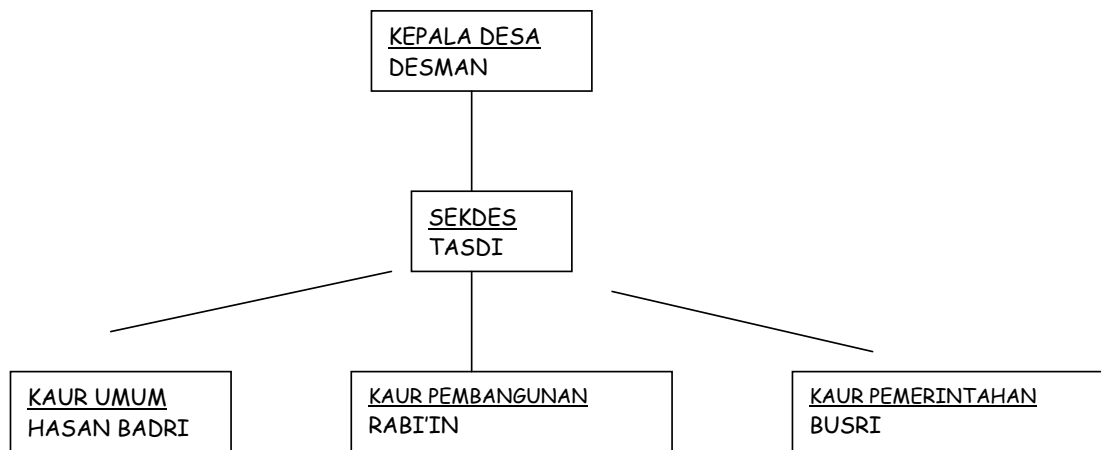 KEPALA DESA
DESMAN
SEKDES
TASDI
KAUR UMUM
HASAN BADRI
KAUR PEMBANGUNAN
RABI'IN
KAUR PEMERINTAHAN
BUSRI